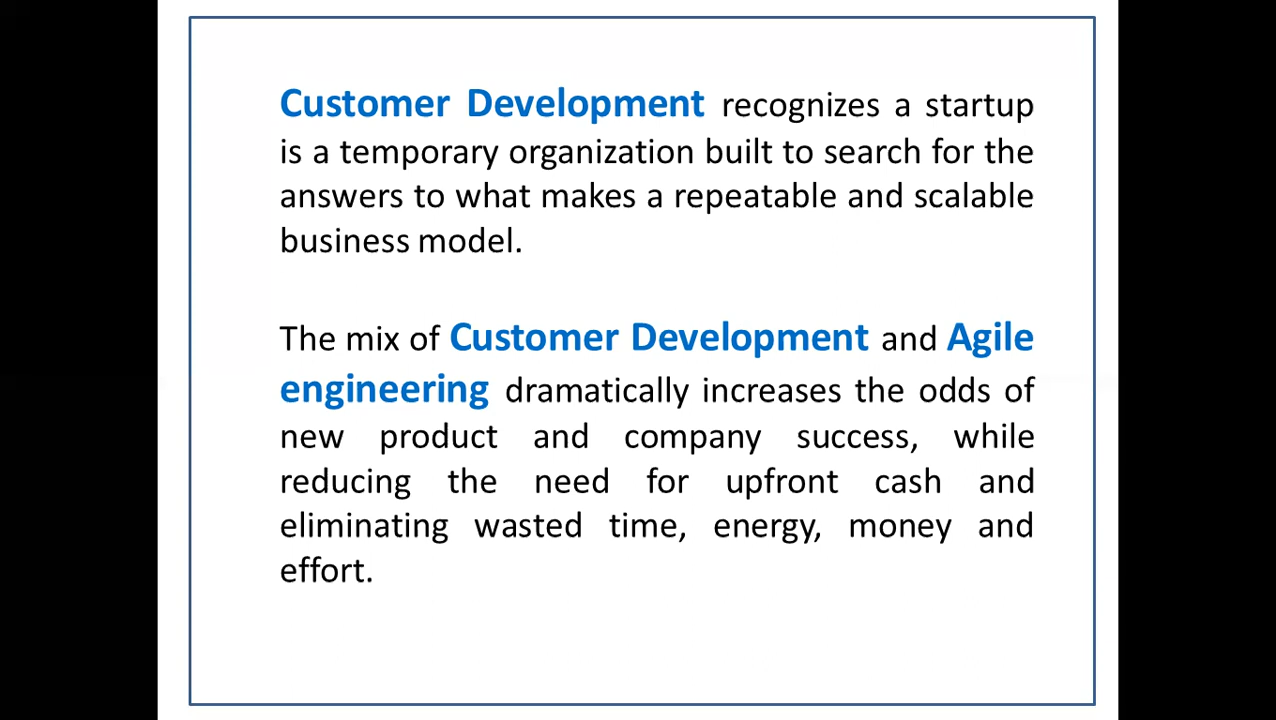 Customer Development recognizes a startup
is a temporary organization built to search for the
answers to what makes a repeatable and scalable
business model.
The mix of Customer Development and Agile
engineering dramatically increases the odds of
new product and company success, while
reducing the need for upfront cash and
eliminating wasted time, energy, money and
effort.